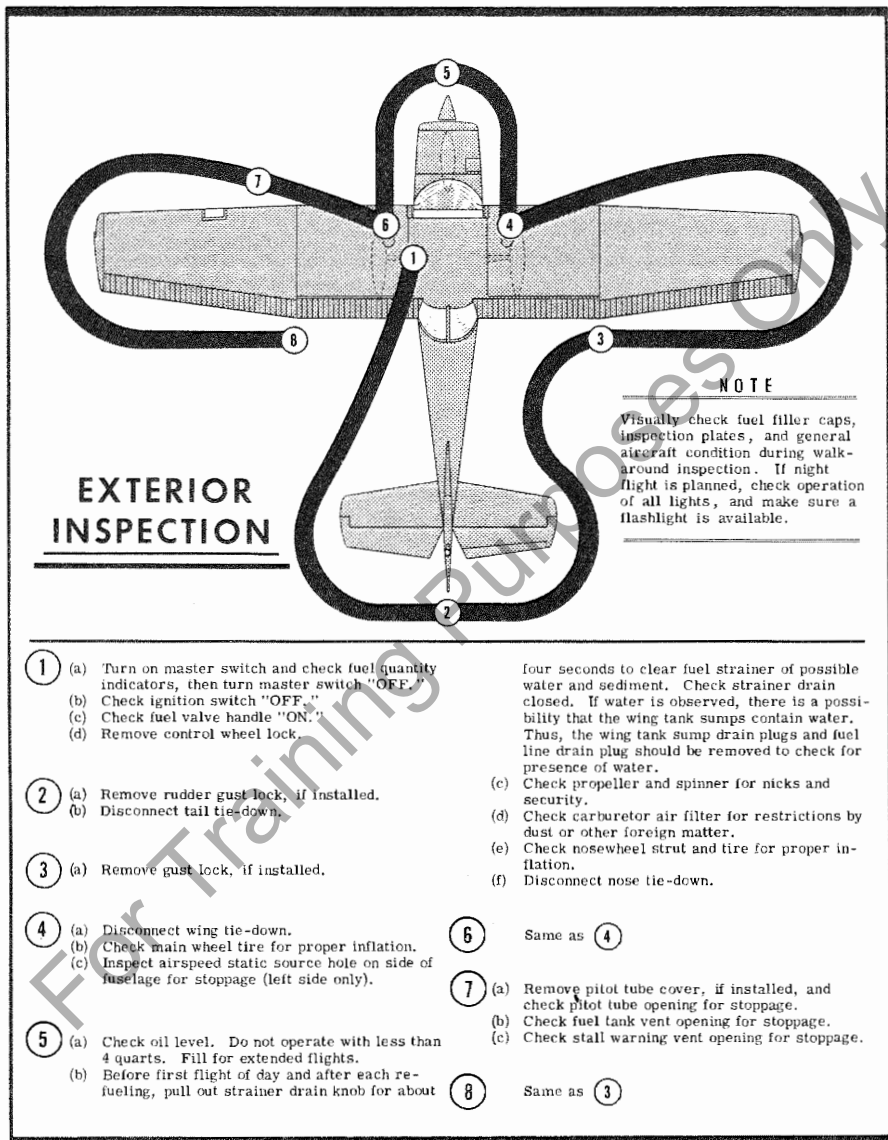 5
7
6
4
1
8
3
NOTE
Visually check fuel filler caps,
inspection plates, and general
aircraft condition during walk-
around inspection. If night
flight is planned, check operation
of all lights, and make sure a
flashlight is available.
EXTERIOR
INSPECTION
2
1 (a) Turn on master switch and check fuel quantity
indicators, then turn master switch "OFF."
(b) Check ignition switch "OFF."
(c) Check fuel valve handle "ON."
(d) Remove control wheel lock.
2 (a) Remove rudder gust lock, if installed.
(b) Disconnect tail tie-down.
3 (a) Remove gust lock, if installed.
4 (a) Disconnect wing tie-down.
(b) Check main wheel tire for proper inflation.
(c) Inspect airspeed static source hole on side of
fuselage for stoppage (left side only).
5 (a) Check oil level. Do not operate with less than
4 quarts. Fill for extended flights.
(b) Before first flight of day and after each re-
fueling, pull out strainer drain knob for about
four seconds to clear fuel strainer of possible
water and sediment. Check strainer drain
closed. If water is observed, there is a possi-
bility that the wing tank sumps contain water.
Thus, the wing tank sump drain plugs and fuel
line drain plug should be removed to check for
presence of water.
(c) Check propeller and spinner for nicks and
security.
(d) Check carburetor air filter for restrictions by
dust or other foreign matter.
(e) Check nosewheel strut and tire for proper in-
flation.
(f) Disconnect nose tie-down.
6 Same as 4
7 (a) Remove pitot tube cover, if installed, and
check pitot tube opening for stoppage.
(b) Check fuel tank vent opening for stoppage.
(c) Check stall warning vent opening for stoppage.
8 Same as 3
For Training Purposes Only